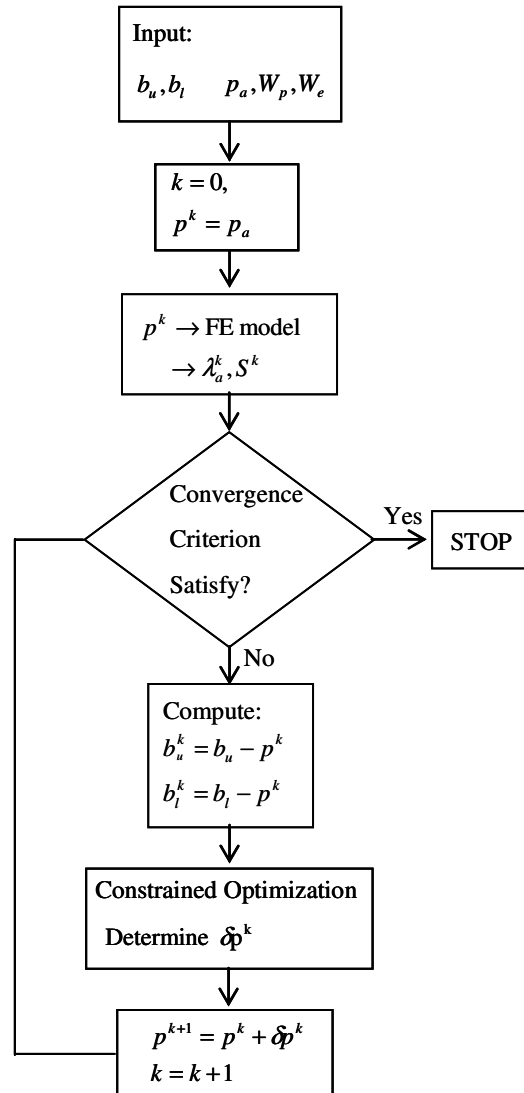 Input:
b_u, b_l p_a, W_p, W_e
k = 0,
p^k = p_a
p^k → FE model
→ λ_a^k, S^k
Convergence
Criterion
Satisfy?
Yes
STOP
No
Compute:
b_u^k = b_u − p^k
b_l^k = b_l − p^k
Constrained Optimization
Determine δp^k
p^{k+1} = p^k + δp^k
k = k+1